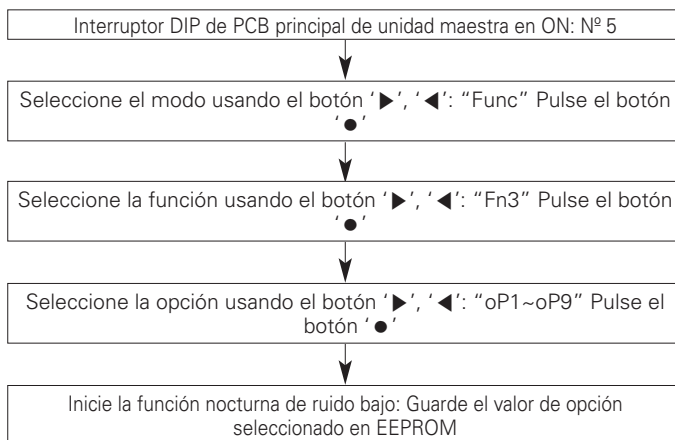 Interruptor DIP de PCB principal de unidad maestra en ON: Nº 5
Seleccione el modo usando el botón ‘▶’, ‘◀’: “Func” Pulse el botón
‘●’
Seleccione la función usando el botón ‘▶’, ‘◀’: “Fn3” Pulse el botón
‘●’
Seleccione la opción usando el botón ‘▶’, ‘◀’: “oP1~oP9” Pulse el
botón ‘●’
Inicie la función nocturna de ruido bajo: Guarde el valor de opción
seleccionado en EEPROM